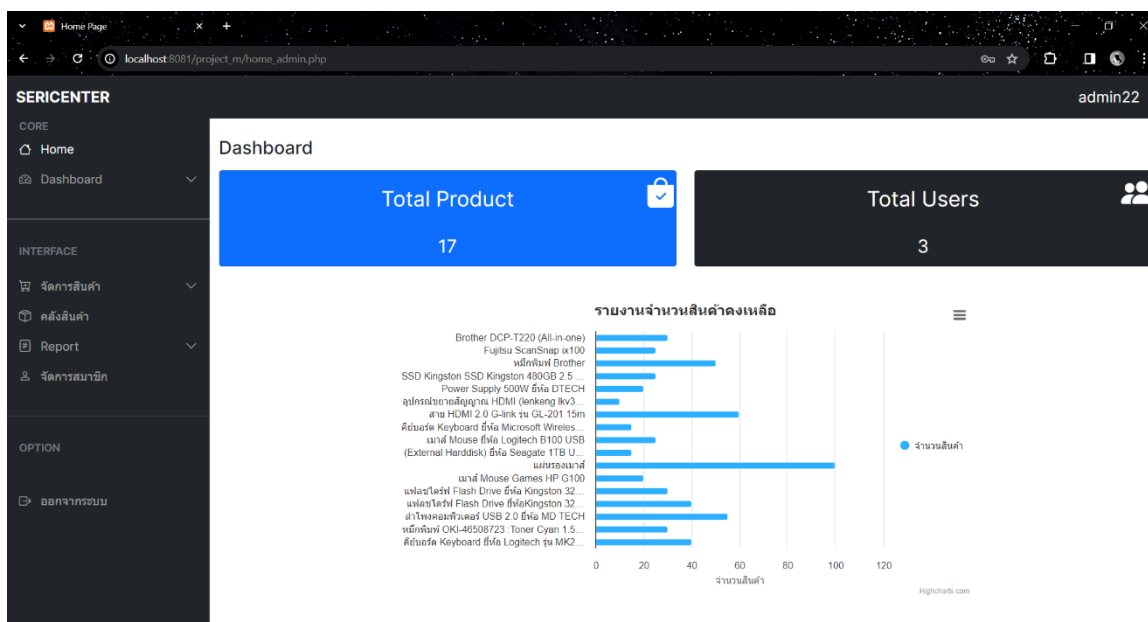 Home Page
localhost:8081/project_m/home_admin.php
SERICENTER
admin22
CORE
Home
Dashboard
INTERFACE
จัดการสินค้า
คลังสินค้า
Report
จัดการสมาชิก
OPTION
ออกจากระบบ
Dashboard
Total Product
17
Total Users
3
รายงานจำนวนสินค้าคงเหลือ
Brother DCP-T220 (All-in-one)
Fujitsu ScanSnap ix100
หมึกพิมพ์ Brother
SSD Kingston SSD Kingston 480GB 2.5 ...
Power Supply 500W ยี่ห้อ DTECH
อุปกรณ์ขยายสัญญาณ HDMI (lenkeng lkv3...
สาย HDMI 2.0 G-link รุ่น GL-201 15m
คีย์บอร์ด Keyboard ยี่ห้อ Microsoft Wireles...
เมาส์ Mouse ยี่ห้อ Logitech B100 USB
(External Harddisk) ยี่ห้อ Seagate 1TB U...
แผ่นรองเมาส์
เมาส์ Mouse Games HP G100
แฟลชไดร์ฟ Flash Drive ยี่ห้อ Kingston 32...
แฟลชไดร์ฟ Flash Drive ยี่ห้อKingston 32...
ลำโพงคอมพิวเตอร์ USB 2.0 ยี่ห้อ MD TECH
หมึกพิมพ์ OKI-46508723 :Toner Cyan 1.5...
คีย์บอร์ด Keyboard ยี่ห้อ Logitech รุ่น MK2...
0 20 40 60 80 100 120
จำนวนสินค้า
จำนวนสินค้า
Highcharts.com